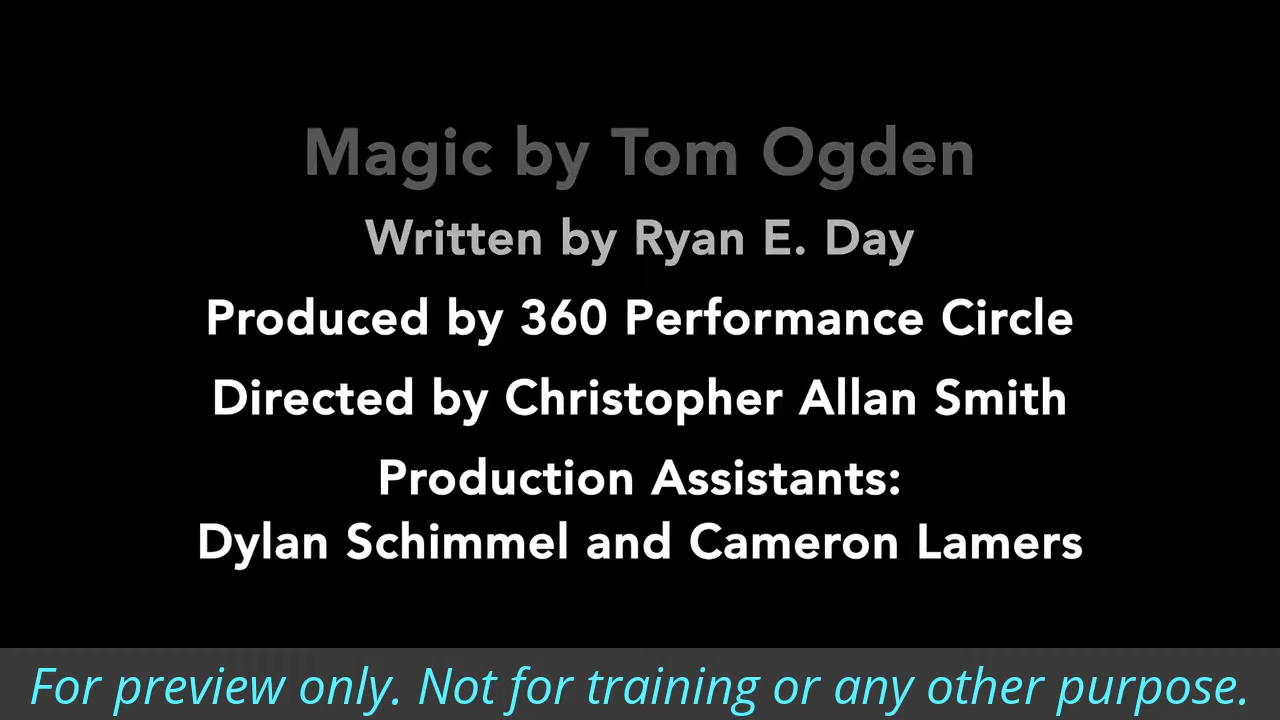 Magic by Tom Ogden
Written by Ryan E. Day
Produced by 360 Performance Circle
Directed by Christopher Allan Smith
Production Assistants:
Dylan Schimmel and Cameron Lamers
For preview only. Not for training or any other purpose.